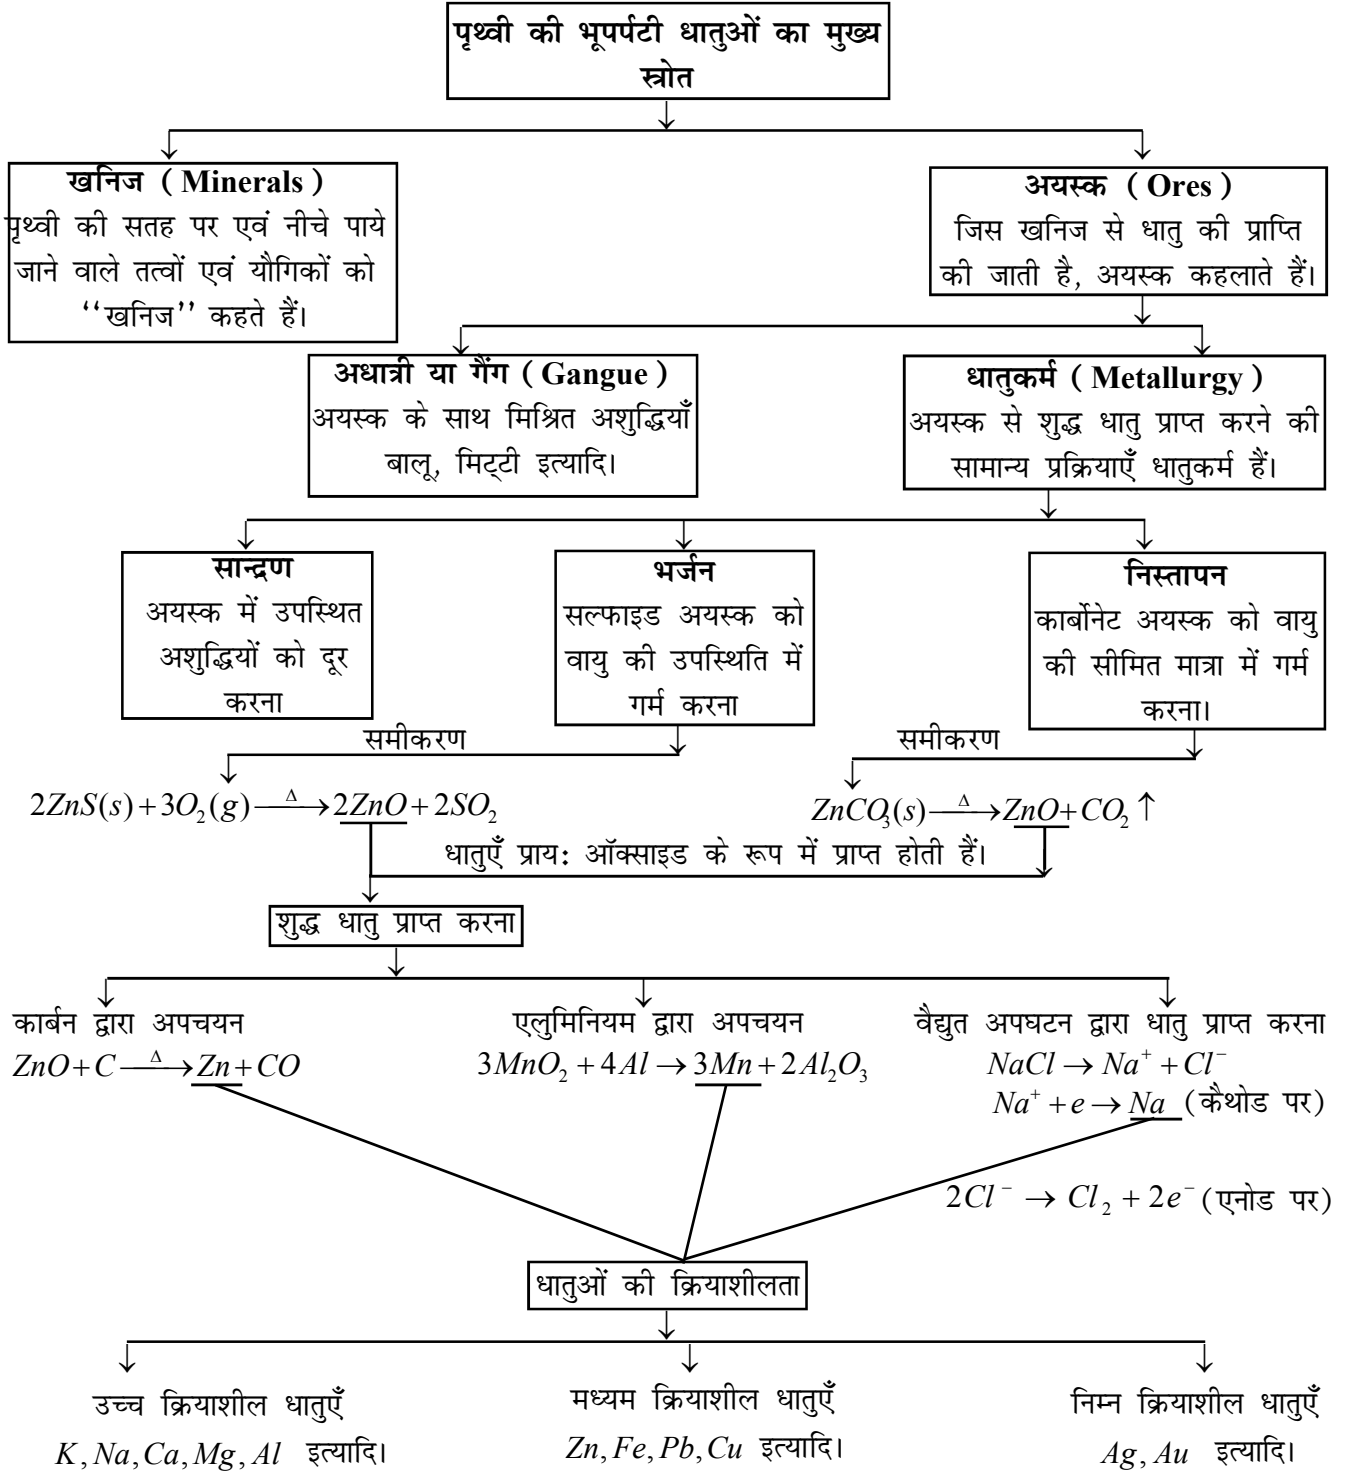 पृथ्वी की भूपर्पटी धातुओं का मुख्य
स्त्रोत
खनिज ( Minerals )
पृथ्वी की सतह पर एवं नीचे पाये
जाने वाले तत्वों एवं यौगिकों को
‘‘खनिज’’ कहते हैं।
अयस्क ( Ores )
जिस खनिज से धातु की प्राप्ति
की जाती है, अयस्क कहलाते हैं।
अधात्री या गैंग ( Gangue )
अयस्क के साथ मिश्रित अशुद्धियाँ
बालू, मिट्टी इत्यादि।
धातुकर्म ( Metallurgy )
अयस्क से शुद्ध धातु प्राप्त करने की
सामान्य प्रक्रियाएँ धातुकर्म हैं।
सान्द्रण
अयस्क में उपस्थित
अशुद्धियों को दूर
करना
भर्जन
सल्फाइड अयस्क को
वायु की उपस्थिति में
गर्म करना
निस्तापन
कार्बोनेट अयस्क को वायु
की सीमित मात्रा में गर्म
करना।
समीकरण
समीकरण
2ZnS(s) + 3O₂(g) —Δ→ 2ZnO + 2SO₂
ZnCO₃(s) —Δ→ ZnO + CO₂ ↑
धातुएँ प्राय: ऑक्साइड के रूप में प्राप्त होती हैं।
शुद्ध धातु प्राप्त करना
कार्बन द्वारा अपचयन
ZnO + C —Δ→ Zn + CO
एलुमिनियम द्वारा अपचयन
3MnO₂ + 4Al → 3Mn + 2Al₂O₃
वैद्युत अपघटन द्वारा धातु प्राप्त करना
NaCl → Na⁺ + Cl⁻
Na⁺ + e → Na (कैथोड पर)
2Cl⁻ → Cl₂ + 2e⁻ (एनोड पर)
धातुओं की क्रियाशीलता
उच्च क्रियाशील धातुएँ
K, Na, Ca, Mg, Al इत्यादि।
मध्यम क्रियाशील धातुएँ
Zn, Fe, Pb, Cu इत्यादि।
निम्न क्रियाशील धातुएँ
Ag, Au इत्यादि।